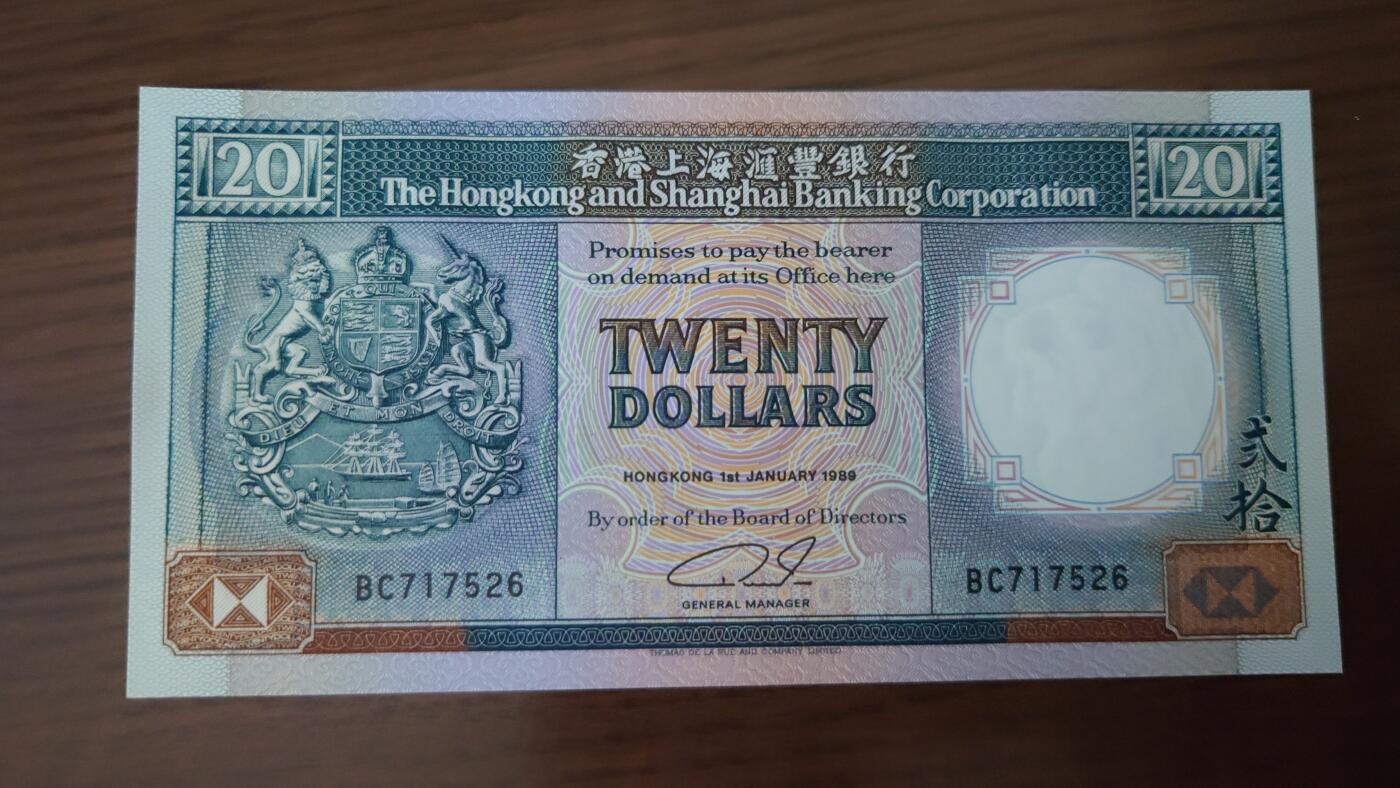 20
香港上海滙豐銀行
20
The Hongkong and Shanghai Banking Corporation
Promises to pay the bearer
on demand at its Office here
TWENTY
DOLLARS
QUI
DIEU ET MON DROIT
HONGKONG 1st JANUARY 1989
By order of the Board of Directors
貳拾
BC717526
BC717526
GENERAL MANAGER
THOMAS DE LA RUE AND COMPANY LIMITED